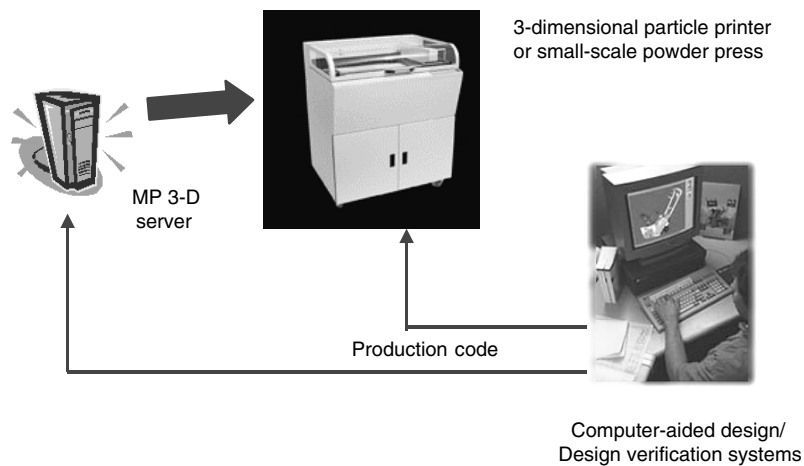 3-dimensional particle printer
or small-scale powder press
MP 3-D
server
Production code
Computer-aided design/
Design verification systems